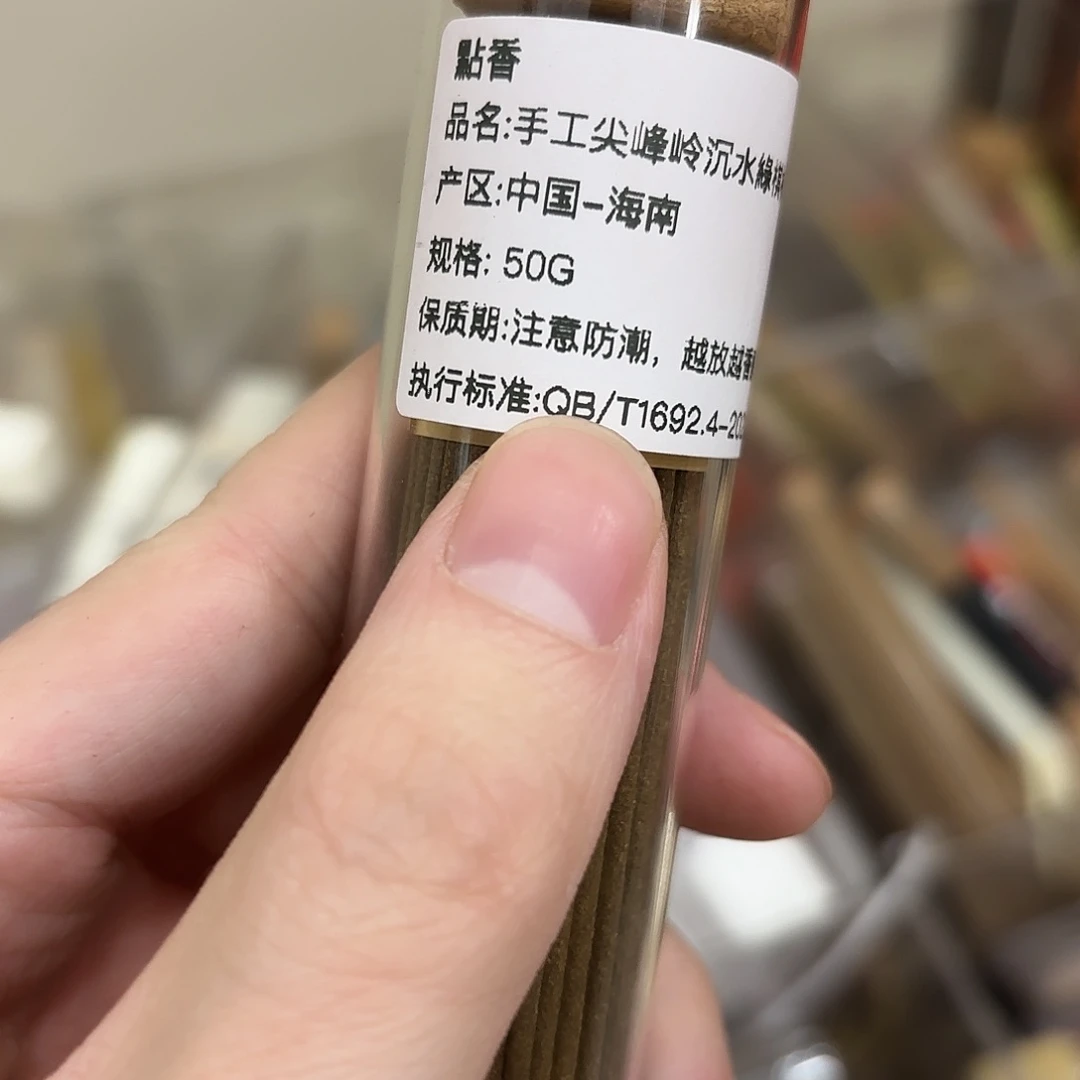 點香
品名:手工尖峰岭沉水綠
产区:中国-海南
规格: 50G
保质期:注意防潮，越放越香
执行标准:QB/T1692.4-20